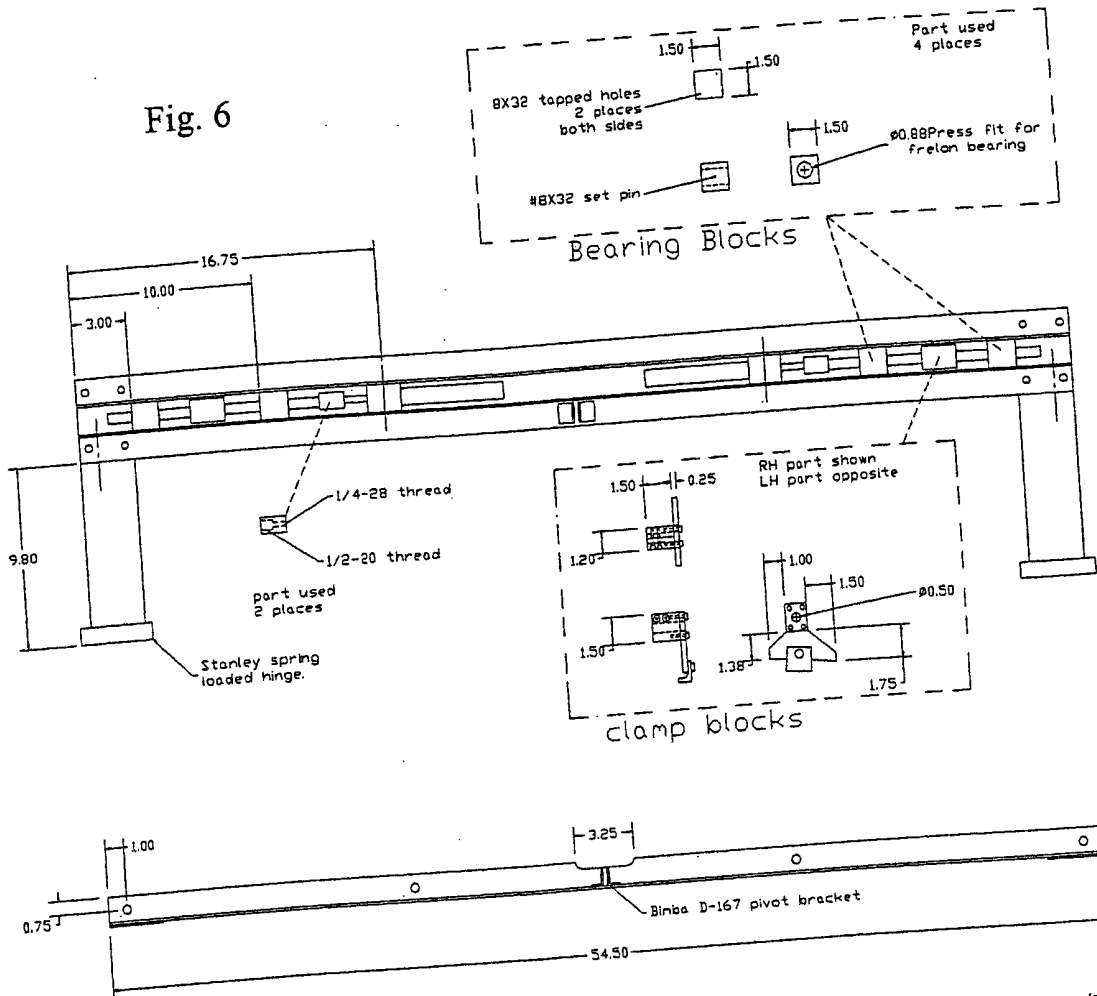 Fig. 6
Part used
4 places
1.50
1.50
8X32 tapped holes
2 places
both sides
1.50
ø0.88Press fit for
frelon bearing
#8X32 set pin
Bearing Blocks
16.75
10.00
3.00
9.80
1/4-28 thread
1/2-20 thread
part used
2 places
Stanley spring
loaded hinge.
RH part shown
LH part opposite
1.50
0.25
1.20
1.00
1.50
ø0.50
1.50
1.38
1.75
clamp blocks
1.00
3.25
0.75
Bimba D-167 pivot bracket
54.50